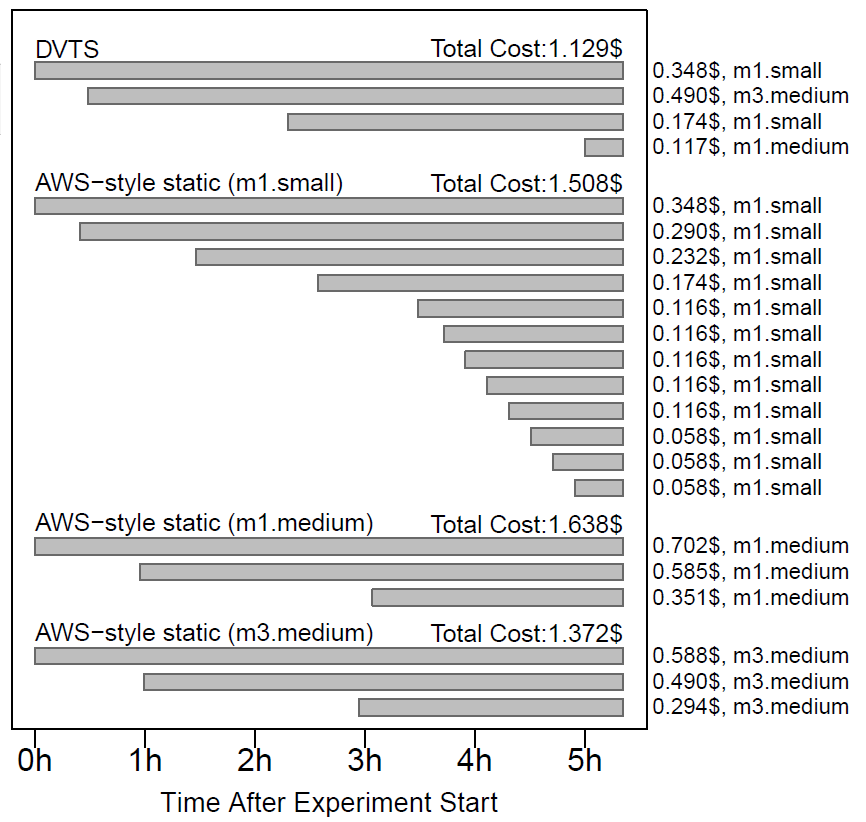 DVTS Total Cost:1.129$
0.348$, m1.small
0.490$, m3.medium
0.174$, m1.small
0.117$, m1.medium
AWS−style static (m1.small) Total Cost:1.508$
0.348$, m1.small
0.290$, m1.small
0.232$, m1.small
0.174$, m1.small
0.116$, m1.small
0.116$, m1.small
0.116$, m1.small
0.116$, m1.small
0.116$, m1.small
0.058$, m1.small
0.058$, m1.small
0.058$, m1.small
AWS−style static (m1.medium) Total Cost:1.638$
0.702$, m1.medium
0.585$, m1.medium
0.351$, m1.medium
AWS−style static (m3.medium) Total Cost:1.372$
0.588$, m3.medium
0.490$, m3.medium
0.294$, m3.medium
0h 1h 2h 3h 4h 5h
Time After Experiment Start